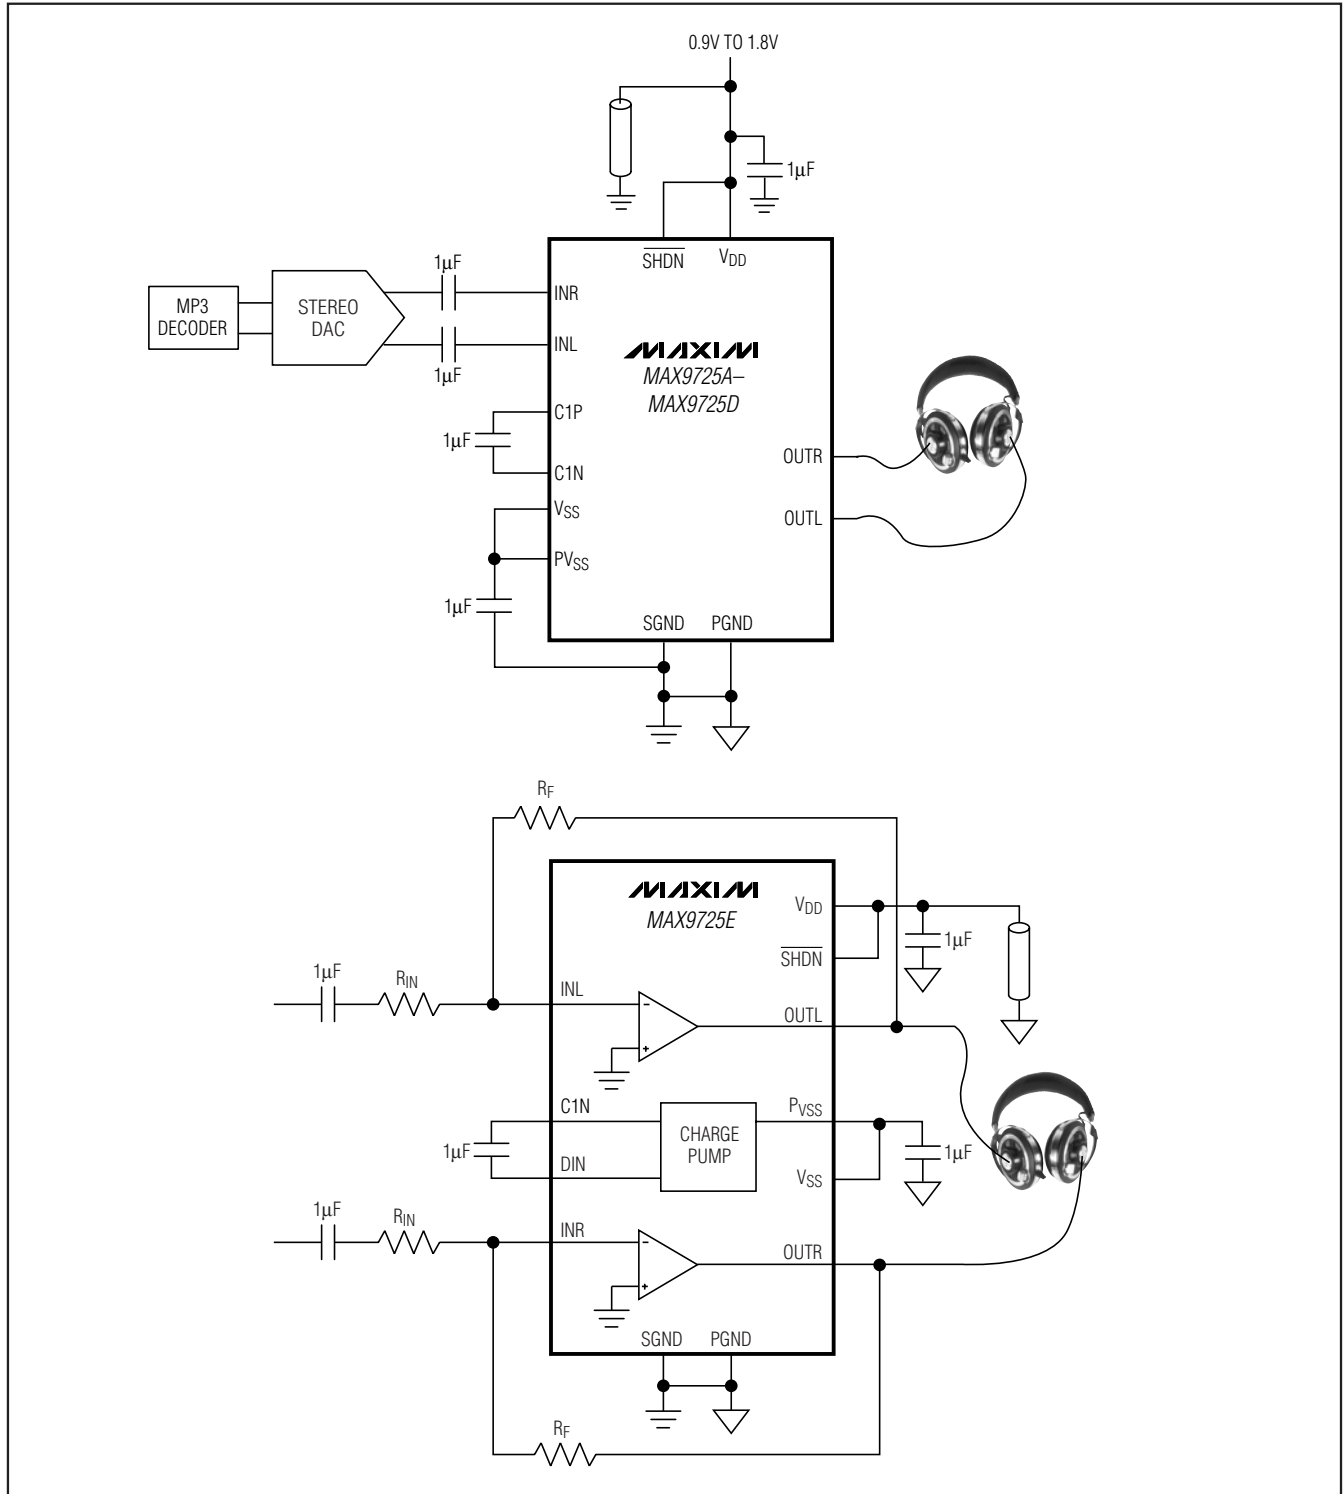 0.9V TO 1.8V
1µF
SHDN
VDD
1µF
MP3
DECODER
STEREO
DAC
INR
INL
1µF
MAXIM
MAX9725A–
MAX9725D
C1P
1µF
C1N
OUTR
VSS
OUTL
PVSS
1µF
SGND
PGND
RF
MAXIM
MAX9725E
VDD
1µF
SHDN
1µF
RIN
INL
-
OUTL
+
C1N
PVSS
CHARGE
PUMP
1µF
1µF
DIN
VSS
1µF
RIN
INR
-
OUTR
+
SGND
PGND
RF